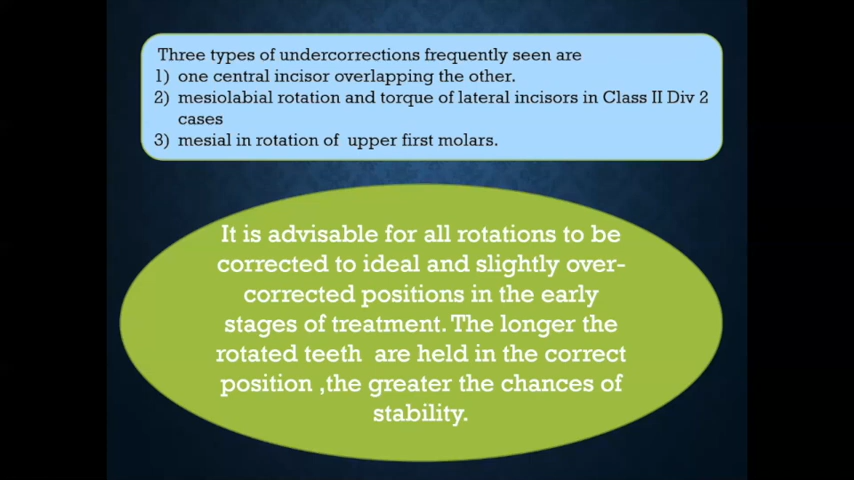 Three types of undercorrections frequently seen are
1) one central incisor overlapping the other.
2) mesiolabial rotation and torque of lateral incisors in Class II Div 2
cases
3) mesial in rotation of upper first molars.
It is advisable for all rotations to be
corrected to ideal and slightly over-
corrected positions in the early
stages of treatment. The longer the
rotated teeth are held in the correct
position ,the greater the chances of
stability.